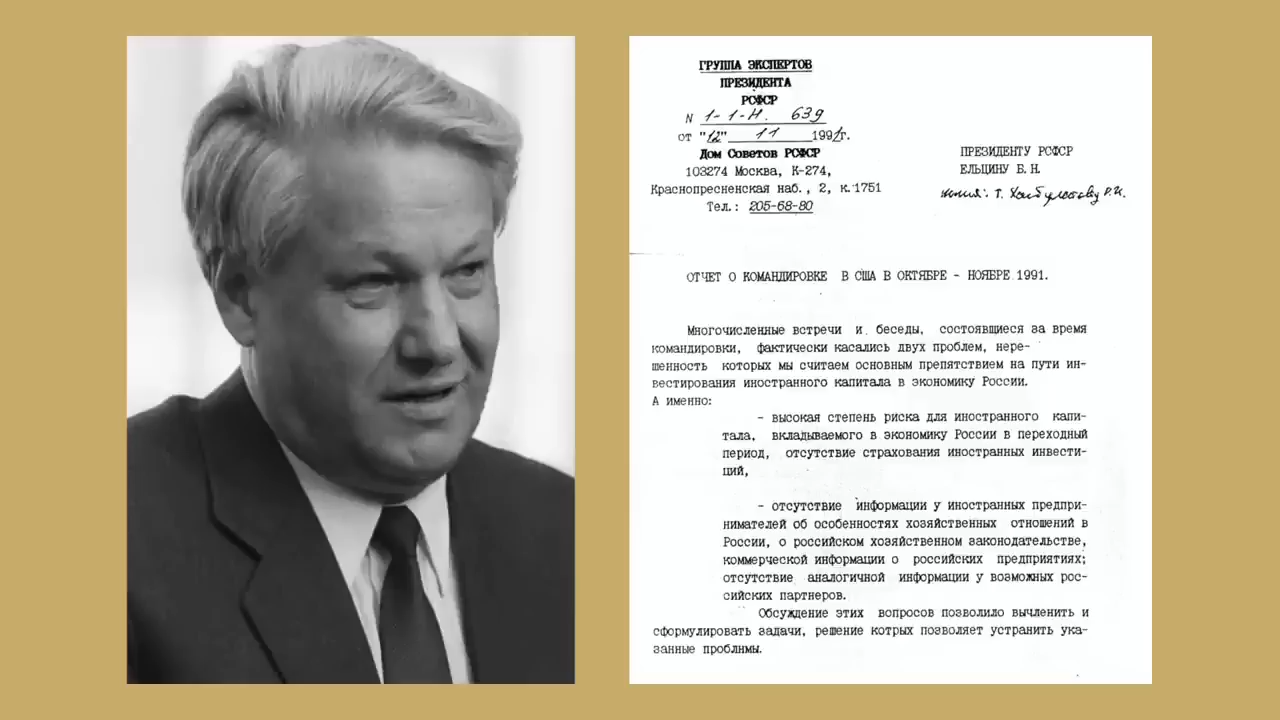 ГРУППА ЭКСПЕРТОВ
ПРЕЗИДЕНТА
РСФСР
N 1-1-Н. 639
от "12" 11 1991г.
Дом Советов РСФСР
103274 Москва, К-274,
Краснопресненская наб., 2, к.1751
Тел.: 205-68-80
ПРЕЗИДЕНТУ РСФСР
ЕЛЬЦИНУ Б.Н.
копия: т. Хасбулатову Р.И.
ОТЧЕТ О КОМАНДИРОВКЕ В США В ОКТЯБРЕ - НОЯБРЕ 1991.
Многочисленные встречи и беседы, состоявшиеся за время
командировки, фактически касались двух проблем, нере-
шенность которых мы считаем основным препятствием на пути ин-
вестирования иностранного капитала в экономику России.
А именно:
- высокая степень риска для иностранного капи-
тала, вкладываемого в экономику России в переходный
период, отсутствие страхования иностранных инвести-
ций,
- отсутствие информации у иностранных предпри-
нимателей об особенностях хозяйственных отношений в
России, о российском хозяйственном законодательстве,
коммерческой информации о российских предприятиях;
отсутствие аналогичной информации у возможных рос-
сийских партнеров.
Обсуждение этих вопросов позволило вычленить и
сформулировать задачи, решение котрых позволяет устранить ука-
занные проблнмы.